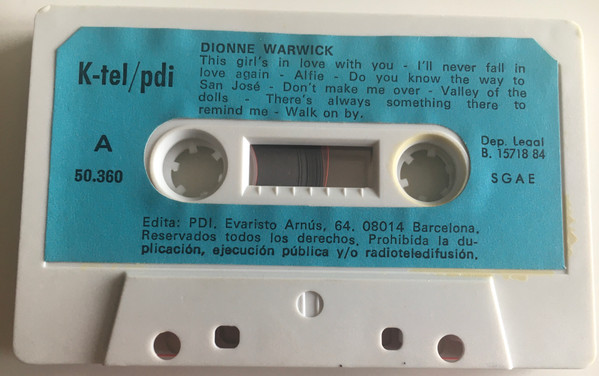 K-tel/pdi
DIONNE WARWICK
This girl's in love with you - I'll never fall in
love again - Alfie - Do you know the way to
San José - Don't make me over - Valley of the
dolls - There's always something there to
remind me - Walk on by.
A
50.360
Dep. Legal
B. 15718 84
SGAE
Edita: PDI. Evaristo Arnús, 64. 08014 Barcelona.
Reservados todos los derechos. Prohibida la du-
plicación, ejecución pública y/o radioteledifusión.